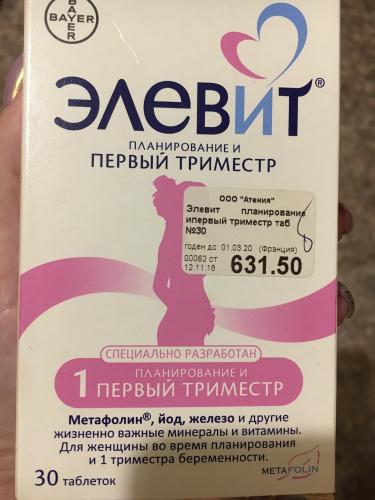 BAYER
BAYER
ЭЛЕВИТ®
ПЛАНИРОВАНИЕ И
ПЕРВЫЙ ТРИМЕСТР
ООО "Атения"
Элевит планирование
ипервый триместр таб
№30
годен до: 01.03.20 (Франция)
00062 от
12.11.18
631.50
СПЕЦИАЛЬНО РАЗРАБОТАН
1 ПЛАНИРОВАНИЕ И
ПЕРВЫЙ ТРИМЕСТР
Метафолин®, йод, железо и другие
жизненно важные минералы и витамины.
Для женщины во время планирования
и 1 триместра беременности.
30 таблеток
METAFOLIN